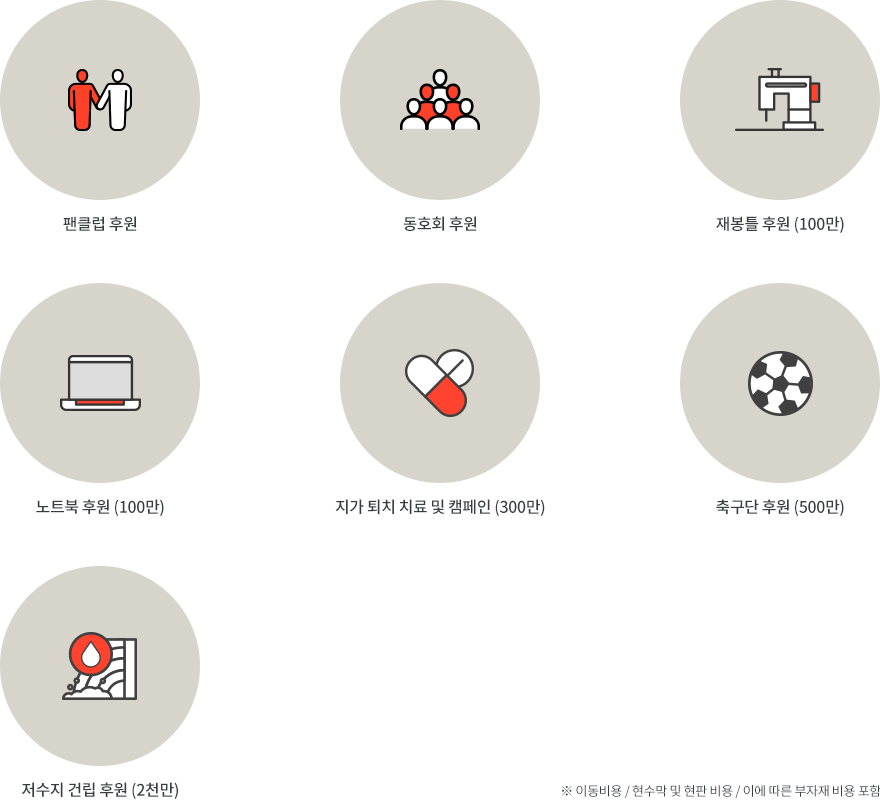 팬클럽 후원
동호회 후원
재봉틀 후원 (100만)
노트북 후원 (100만)
지가 퇴치 치료 및 캠페인 (300만)
축구단 후원 (500만)
저수지 건립 후원 (2천만)
※ 이동비용 / 현수막 및 현판 비용 / 이에 따른 부자재 비용 포함